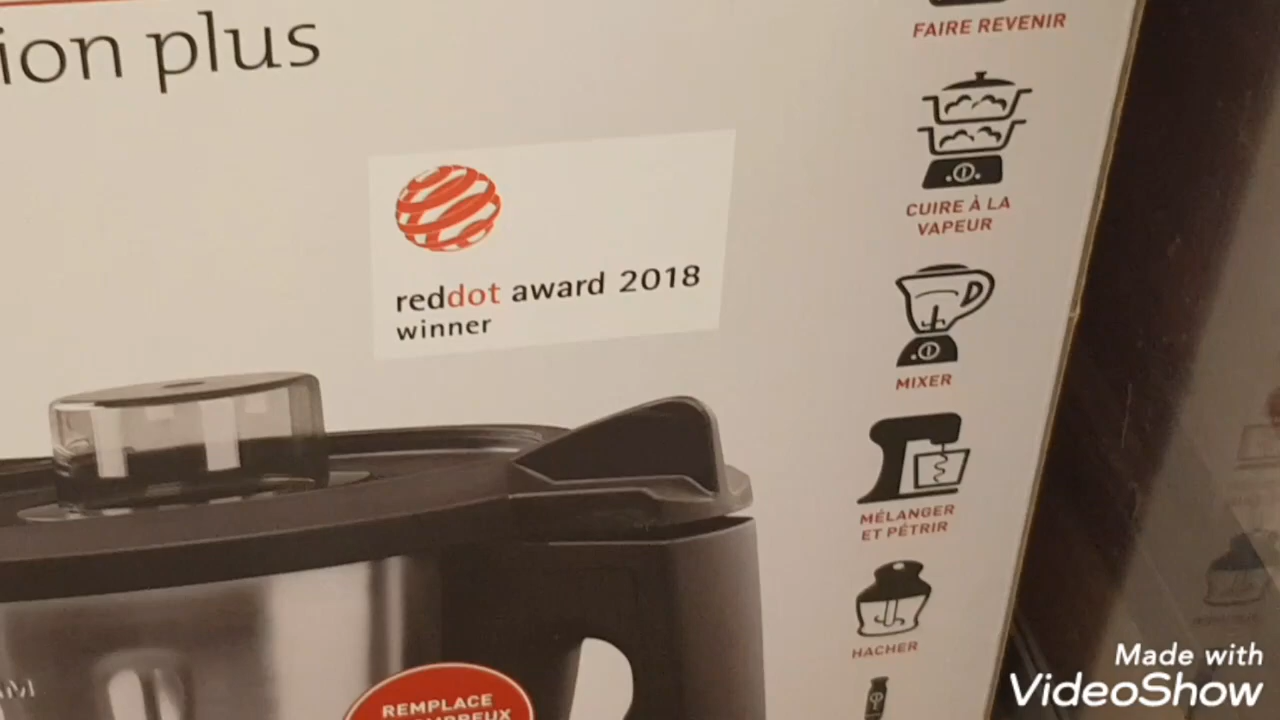 plus
reddot award 2018
winner
FAIRE REVENIR
CUIRE À LA
VAPEUR
MIXER
MÉLANGER
ET PÉTRIR
HACHER
REMPLACE
Made with
VideoShow